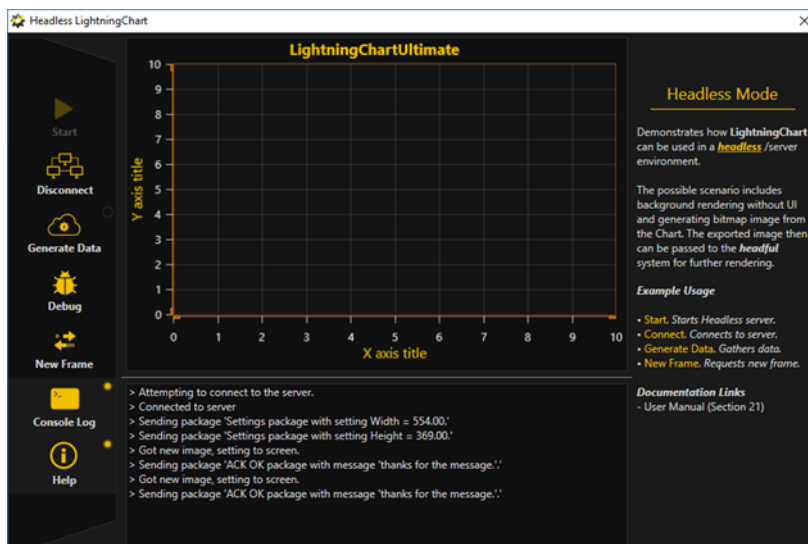 Headless LightningChart
Start
Disconnect
Generate Data
Debug
New Frame
Console Log
Help
LightningChartUltimate
Y axis title
10
9
8
7
6
5
4
3
2
1
0
0 1 2 3 4 5 6 7 8 9 10
X axis title
> Attempting to connect to the server.
> Connected to server
> Sending package 'Settings package with setting Width = 554.00.'
> Sending package 'Settings package with setting Height = 369.00.'
> Got new image, setting to screen.
> Sending package 'ACK OK package with message 'thanks for the message.'.'
> Got new image, setting to screen.
> Sending package 'ACK OK package with message 'thanks for the message.'.'
Headless Mode
Demonstrates how LightningChart
can be used in a headless /server
environment.
The possible scenario includes
background rendering without UI
and generating bitmap image from
the Chart. The exported image then
can be passed to the headful
system for further rendering.
Example Usage
• Start. Starts Headless server.
• Connect. Connects to server.
• Generate Data. Gathers data.
• New Frame. Requests new frame.
Documentation Links
- User Manual (Section 21)